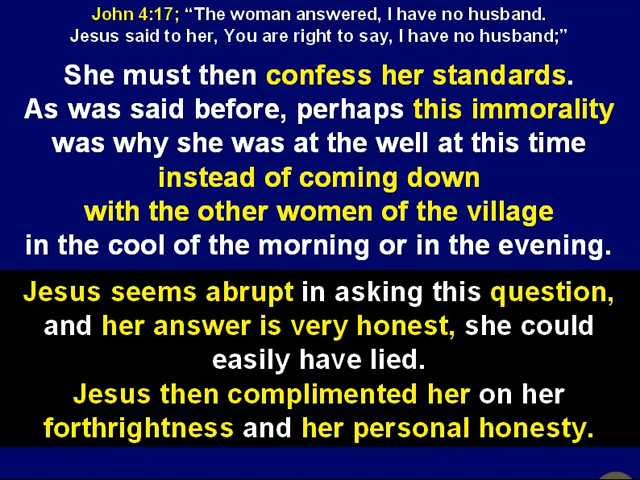 John 4:17; “The woman answered, I have no husband.
Jesus said to her, You are right to say, I have no husband;”
She must then confess her standards.
As was said before, perhaps this immorality
was why she was at the well at this time
instead of coming down
with the other women of the village
in the cool of the morning or in the evening.
Jesus seems abrupt in asking this question,
and her answer is very honest, she could
easily have lied.
Jesus then complimented her on her
forthrightness and her personal honesty.